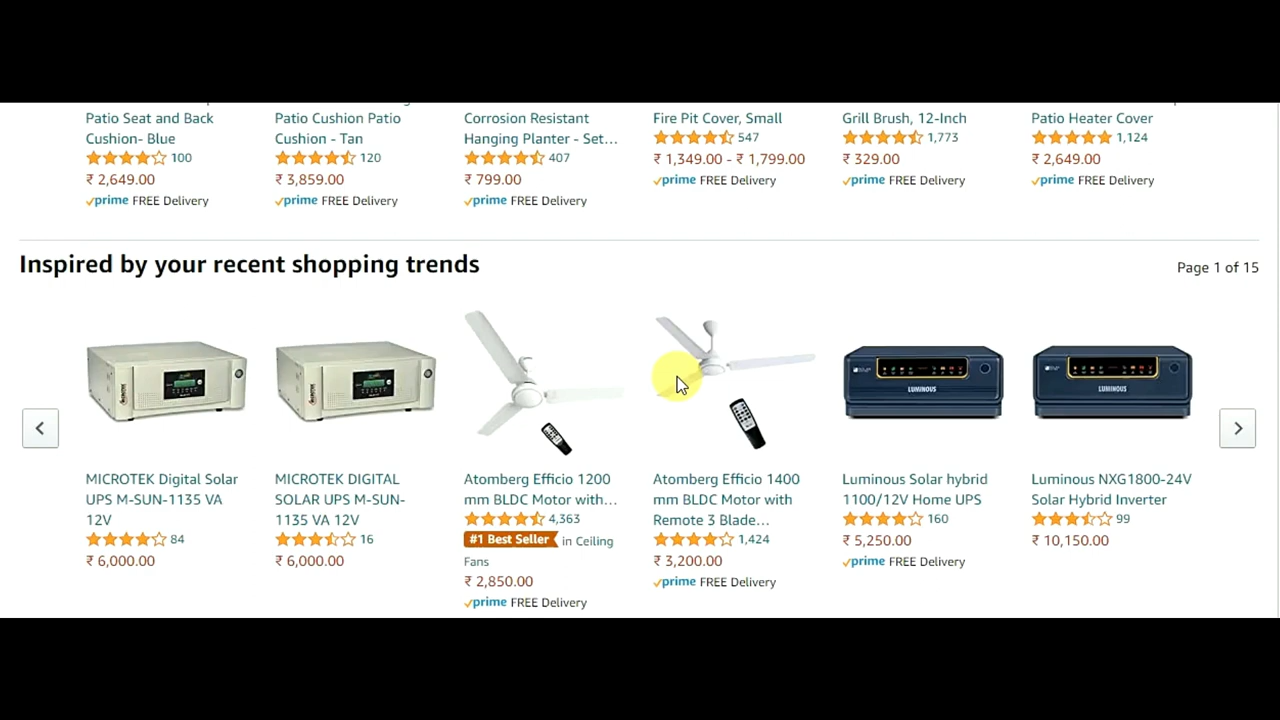 Patio Seat and Back
Cushion- Blue
100
₹ 2,649.00
prime FREE Delivery
Patio Cushion Patio
Cushion - Tan
120
₹ 3,859.00
prime FREE Delivery
Corrosion Resistant
Hanging Planter - Set...
407
₹ 799.00
prime FREE Delivery
Fire Pit Cover, Small
547
₹ 1,349.00 - ₹ 1,799.00
prime FREE Delivery
Grill Brush, 12-Inch
1,773
₹ 329.00
prime FREE Delivery
Patio Heater Cover
1,124
₹ 2,649.00
prime FREE Delivery
Inspired by your recent shopping trends
Page 1 of 15
LUMINOUS
LUMINOUS
MICROTEK Digital Solar
UPS M-SUN-1135 VA
12V
84
₹ 6,000.00
MICROTEK DIGITAL
SOLAR UPS M-SUN-
1135 VA 12V
16
₹ 6,000.00
Atomberg Efficio 1200
mm BLDC Motor with...
4,363
#1 Best Seller in Ceiling
Fans
₹ 2,850.00
prime FREE Delivery
Atomberg Efficio 1400
mm BLDC Motor with
Remote 3 Blade...
1,424
₹ 3,200.00
prime FREE Delivery
Luminous Solar hybrid
1100/12V Home UPS
160
₹ 5,250.00
prime FREE Delivery
Luminous NXG1800-24V
Solar Hybrid Inverter
99
₹ 10,150.00